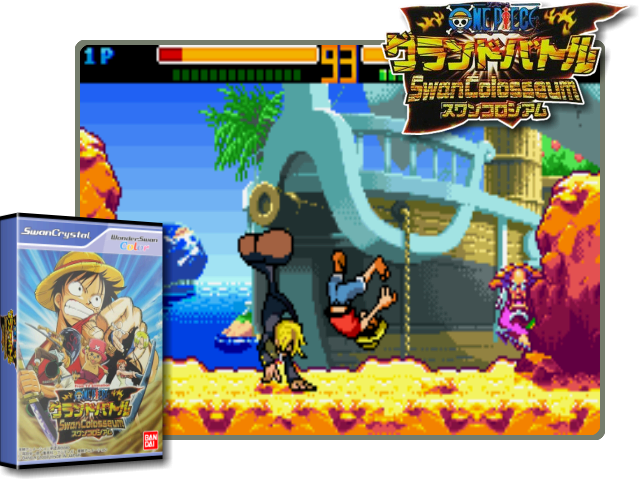 ONE PIECE
グランドバトル
SwanColosseum
スワンコロシアム
1P
93
SwanCrystal
WonderSwan
Color
ONE PIECE
グランドバトル
SwanColosseum
スワンコロシアム
BAN
DAI